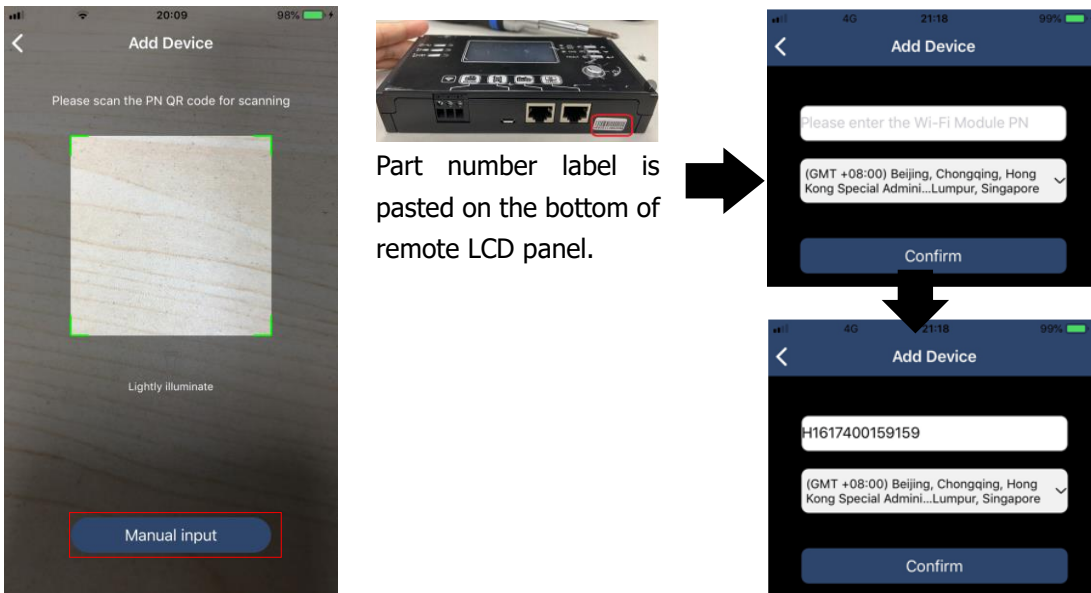 20:09
98%
Add Device
Please scan the PN QR code for scanning
Lightly illuminate
Manual input
Part number label is
pasted on the bottom of
remote LCD panel.
4G
21:18
99%
Add Device
Please enter the Wi-Fi Module PN
(GMT +08:00) Beijing, Chongqing, Hong
Kong Special Admini...Lumpur, Singapore
Confirm
4G
21:18
99%
Add Device
H1617400159159
(GMT +08:00) Beijing, Chongqing, Hong
Kong Special Admini...Lumpur, Singapore
Confirm